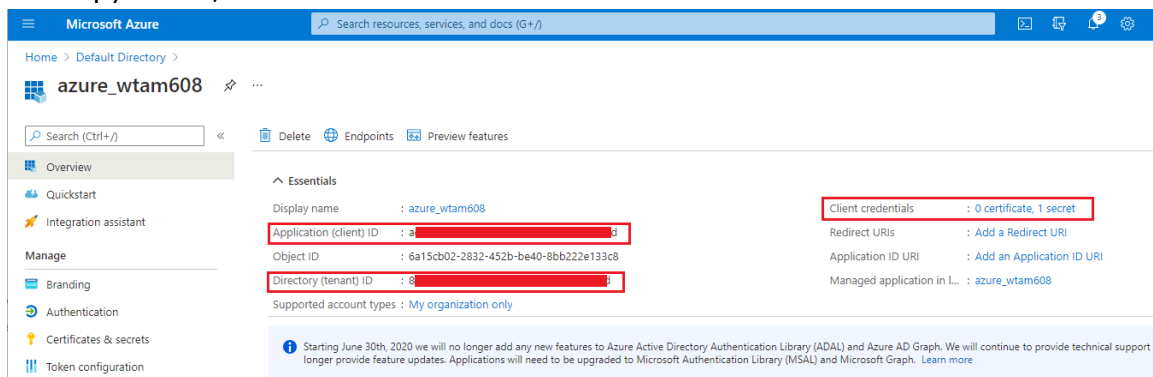 Microsoft Azure
Search resources, services, and docs (G+/)
3
Home > Default Directory >
azure_wtam608
Search (Ctrl+/)
«
Delete
Endpoints
Preview features
Overview
Quickstart
Integration assistant
Manage
Branding
Authentication
Certificates & secrets
Token configuration
Essentials
Display name : azure_wtam608
Application (client) ID : a d
Object ID : 6a15cb02-2832-452b-be40-8bb222e133c8
Directory (tenant) ID : 8 d
Supported account types : My organization only
Client credentials : 0 certificate, 1 secret
Redirect URIs : Add a Redirect URI
Application ID URI : Add an Application ID URI
Managed application in l... : azure_wtam608
Starting June 30th, 2020 we will no longer add any new features to Azure Active Directory Authentication Library (ADAL) and Azure AD Graph. We will continue to provide technical support
longer provide feature updates. Applications will need to be upgraded to Microsoft Authentication Library (MSAL) and Microsoft Graph. Learn more